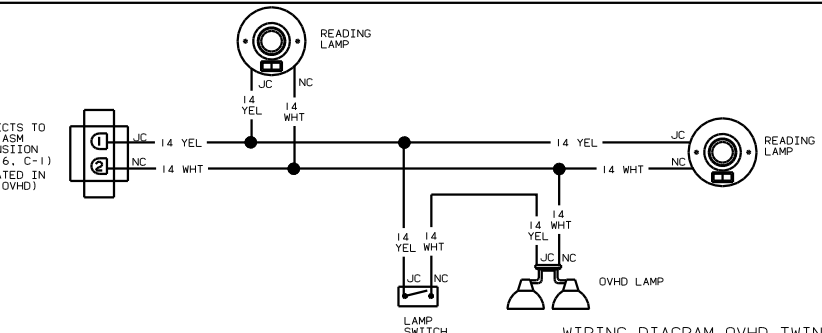 READING
LAMP
JC
NC
14
YEL
14
WHT
ECTS TO
ASM
NSIION
6, C-1)
ATED IN
OVHD)
1
2
JC
14 YEL
14 YEL
JC
NC
14 WHT
14 WHT
NC
READING
LAMP
14
YEL
14
WHT
14
YEL
14
WHT
JC
NC
JC
NC
OVHD LAMP
LAMP
SWITCH
WIRING DIAGRAM OVHD TWIN